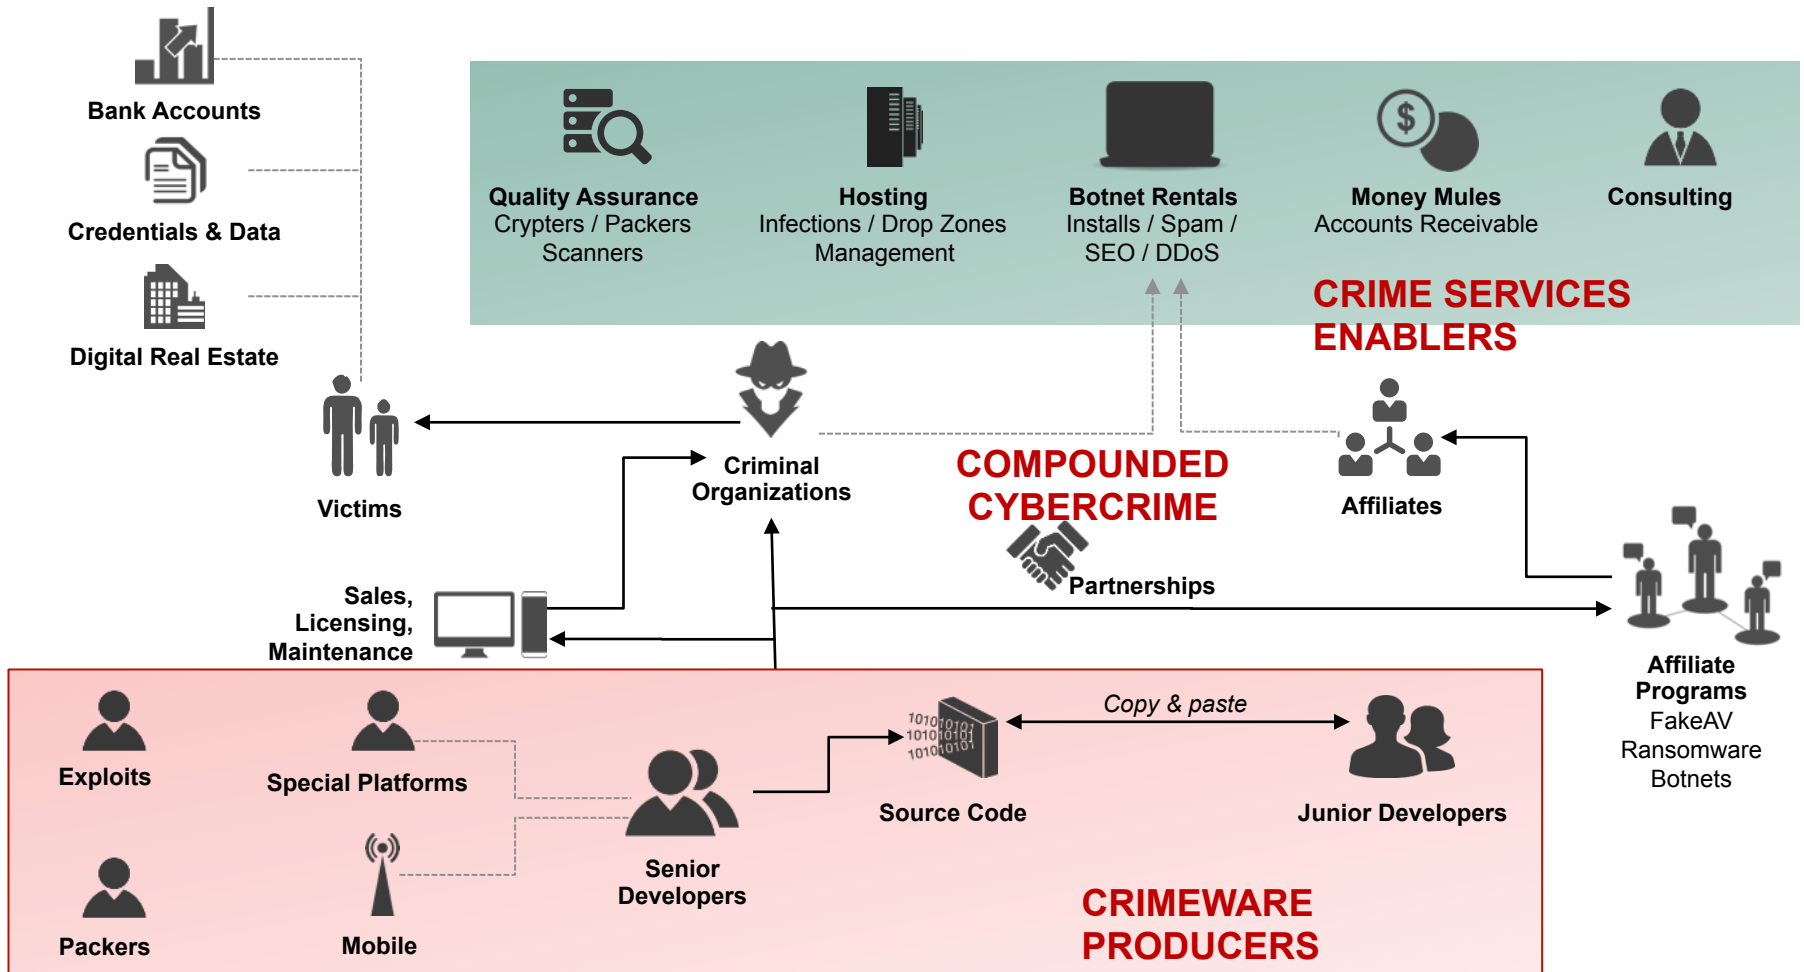 Bank Accounts
Credentials & Data
Digital Real Estate
Victims
Quality Assurance
Crypters / Packers
Scanners
Hosting
Infections / Drop Zones
Management
Botnet Rentals
Installs / Spam /
SEO / DDoS
$
Money Mules
Accounts Receivable
Consulting
CRIME SERVICES
ENABLERS
Criminal
Organizations
COMPOUNDED
CYBERCRIME
Partnerships
Affiliates
Sales,
Licensing,
Maintenance
Affiliate
Programs
FakeAV
Ransomware
Botnets
Exploits
Special Platforms
Packers
Mobile
Senior
Developers
101010101
101010101
101010101
Source Code
Copy & paste
Junior Developers
CRIMEWARE
PRODUCERS